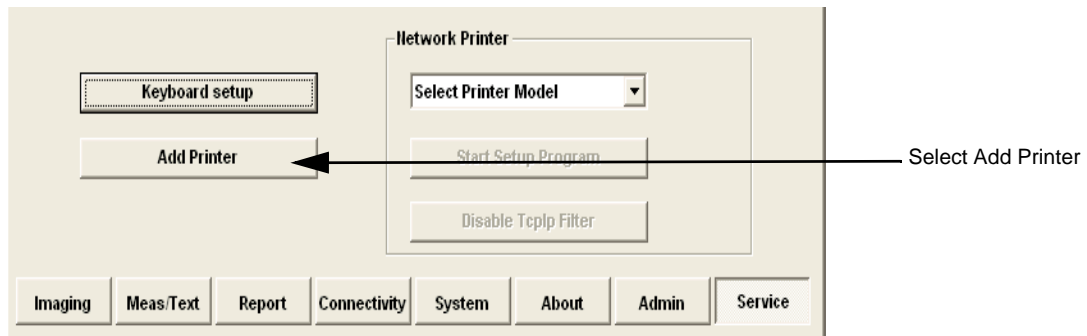 Network Printer
Keyboard setup
Select Printer Model
Add Printer
Start Setup Program
Select Add Printer
Disable TcpIp Filter
Imaging Meas/Text Report Connectivity System About Admin Service